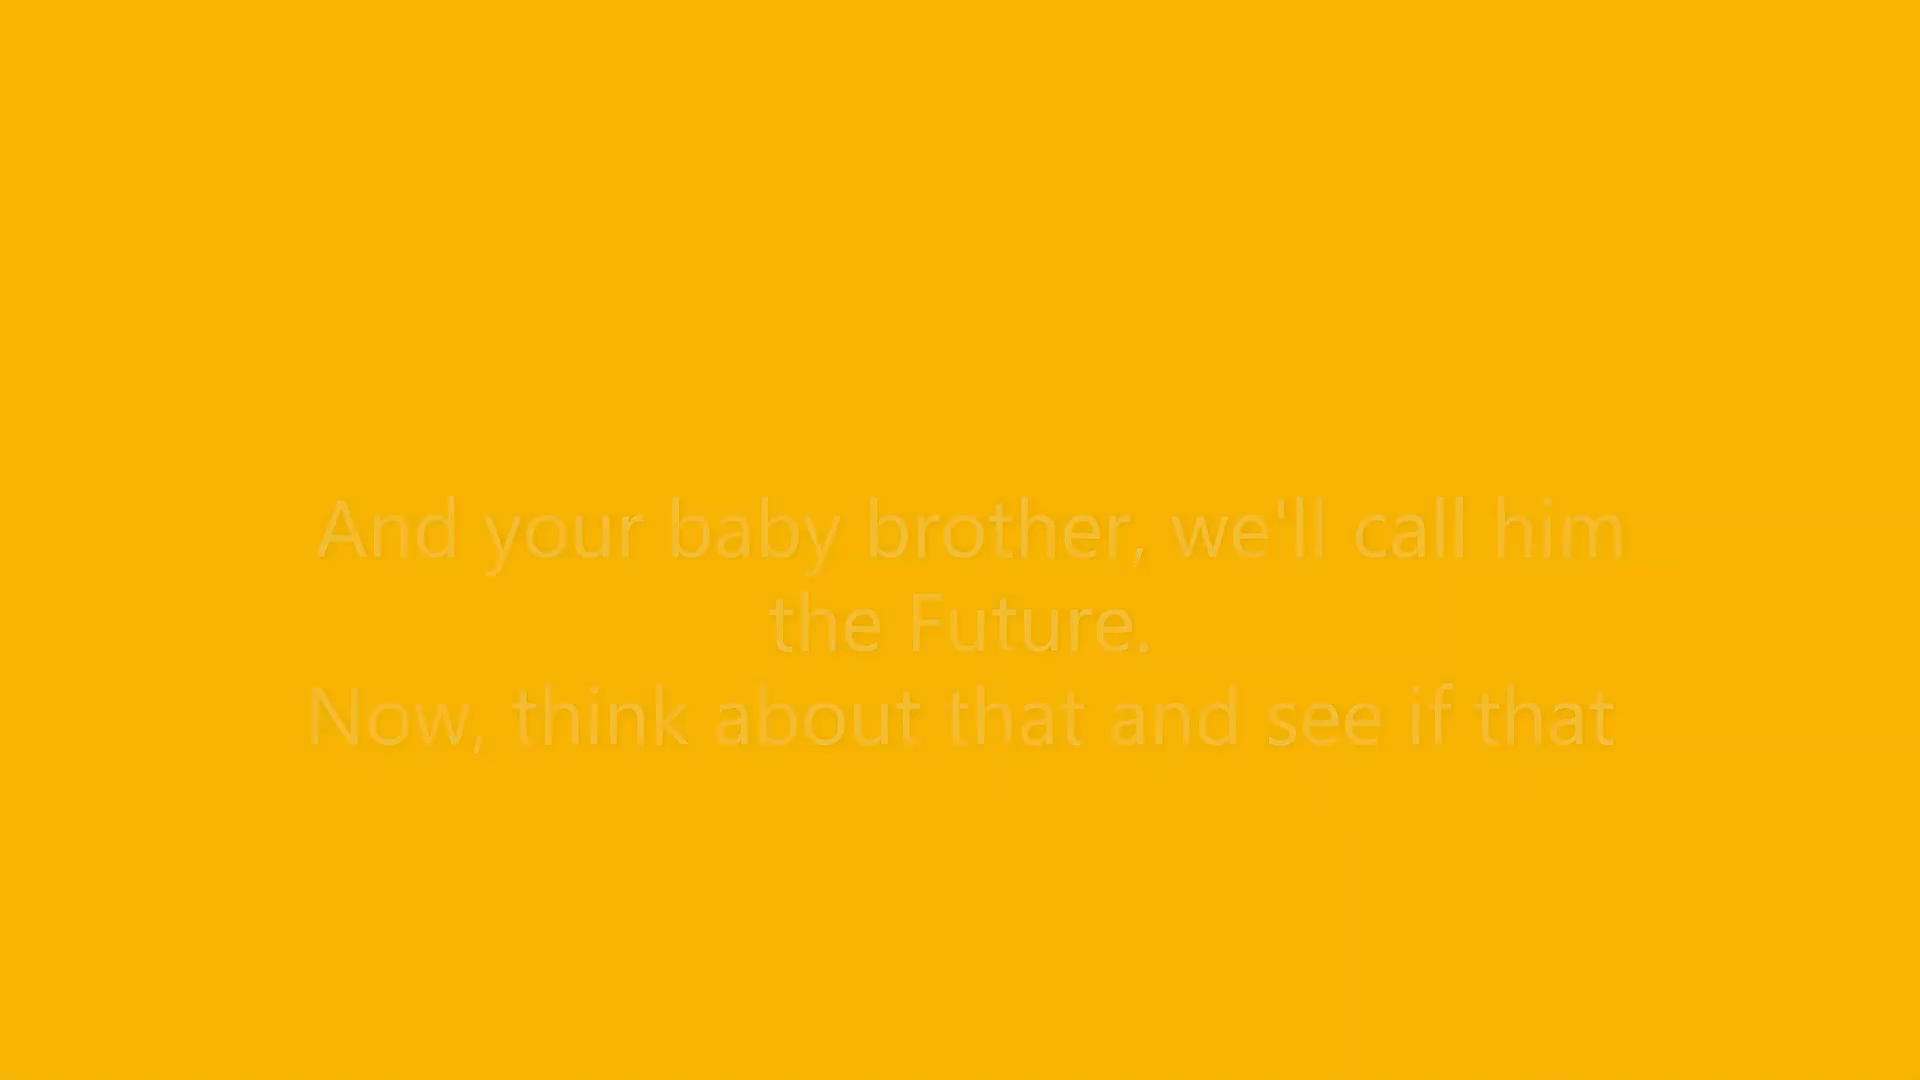 And your baby brother, we'll call him
the Future.
Now, think about that and see if that